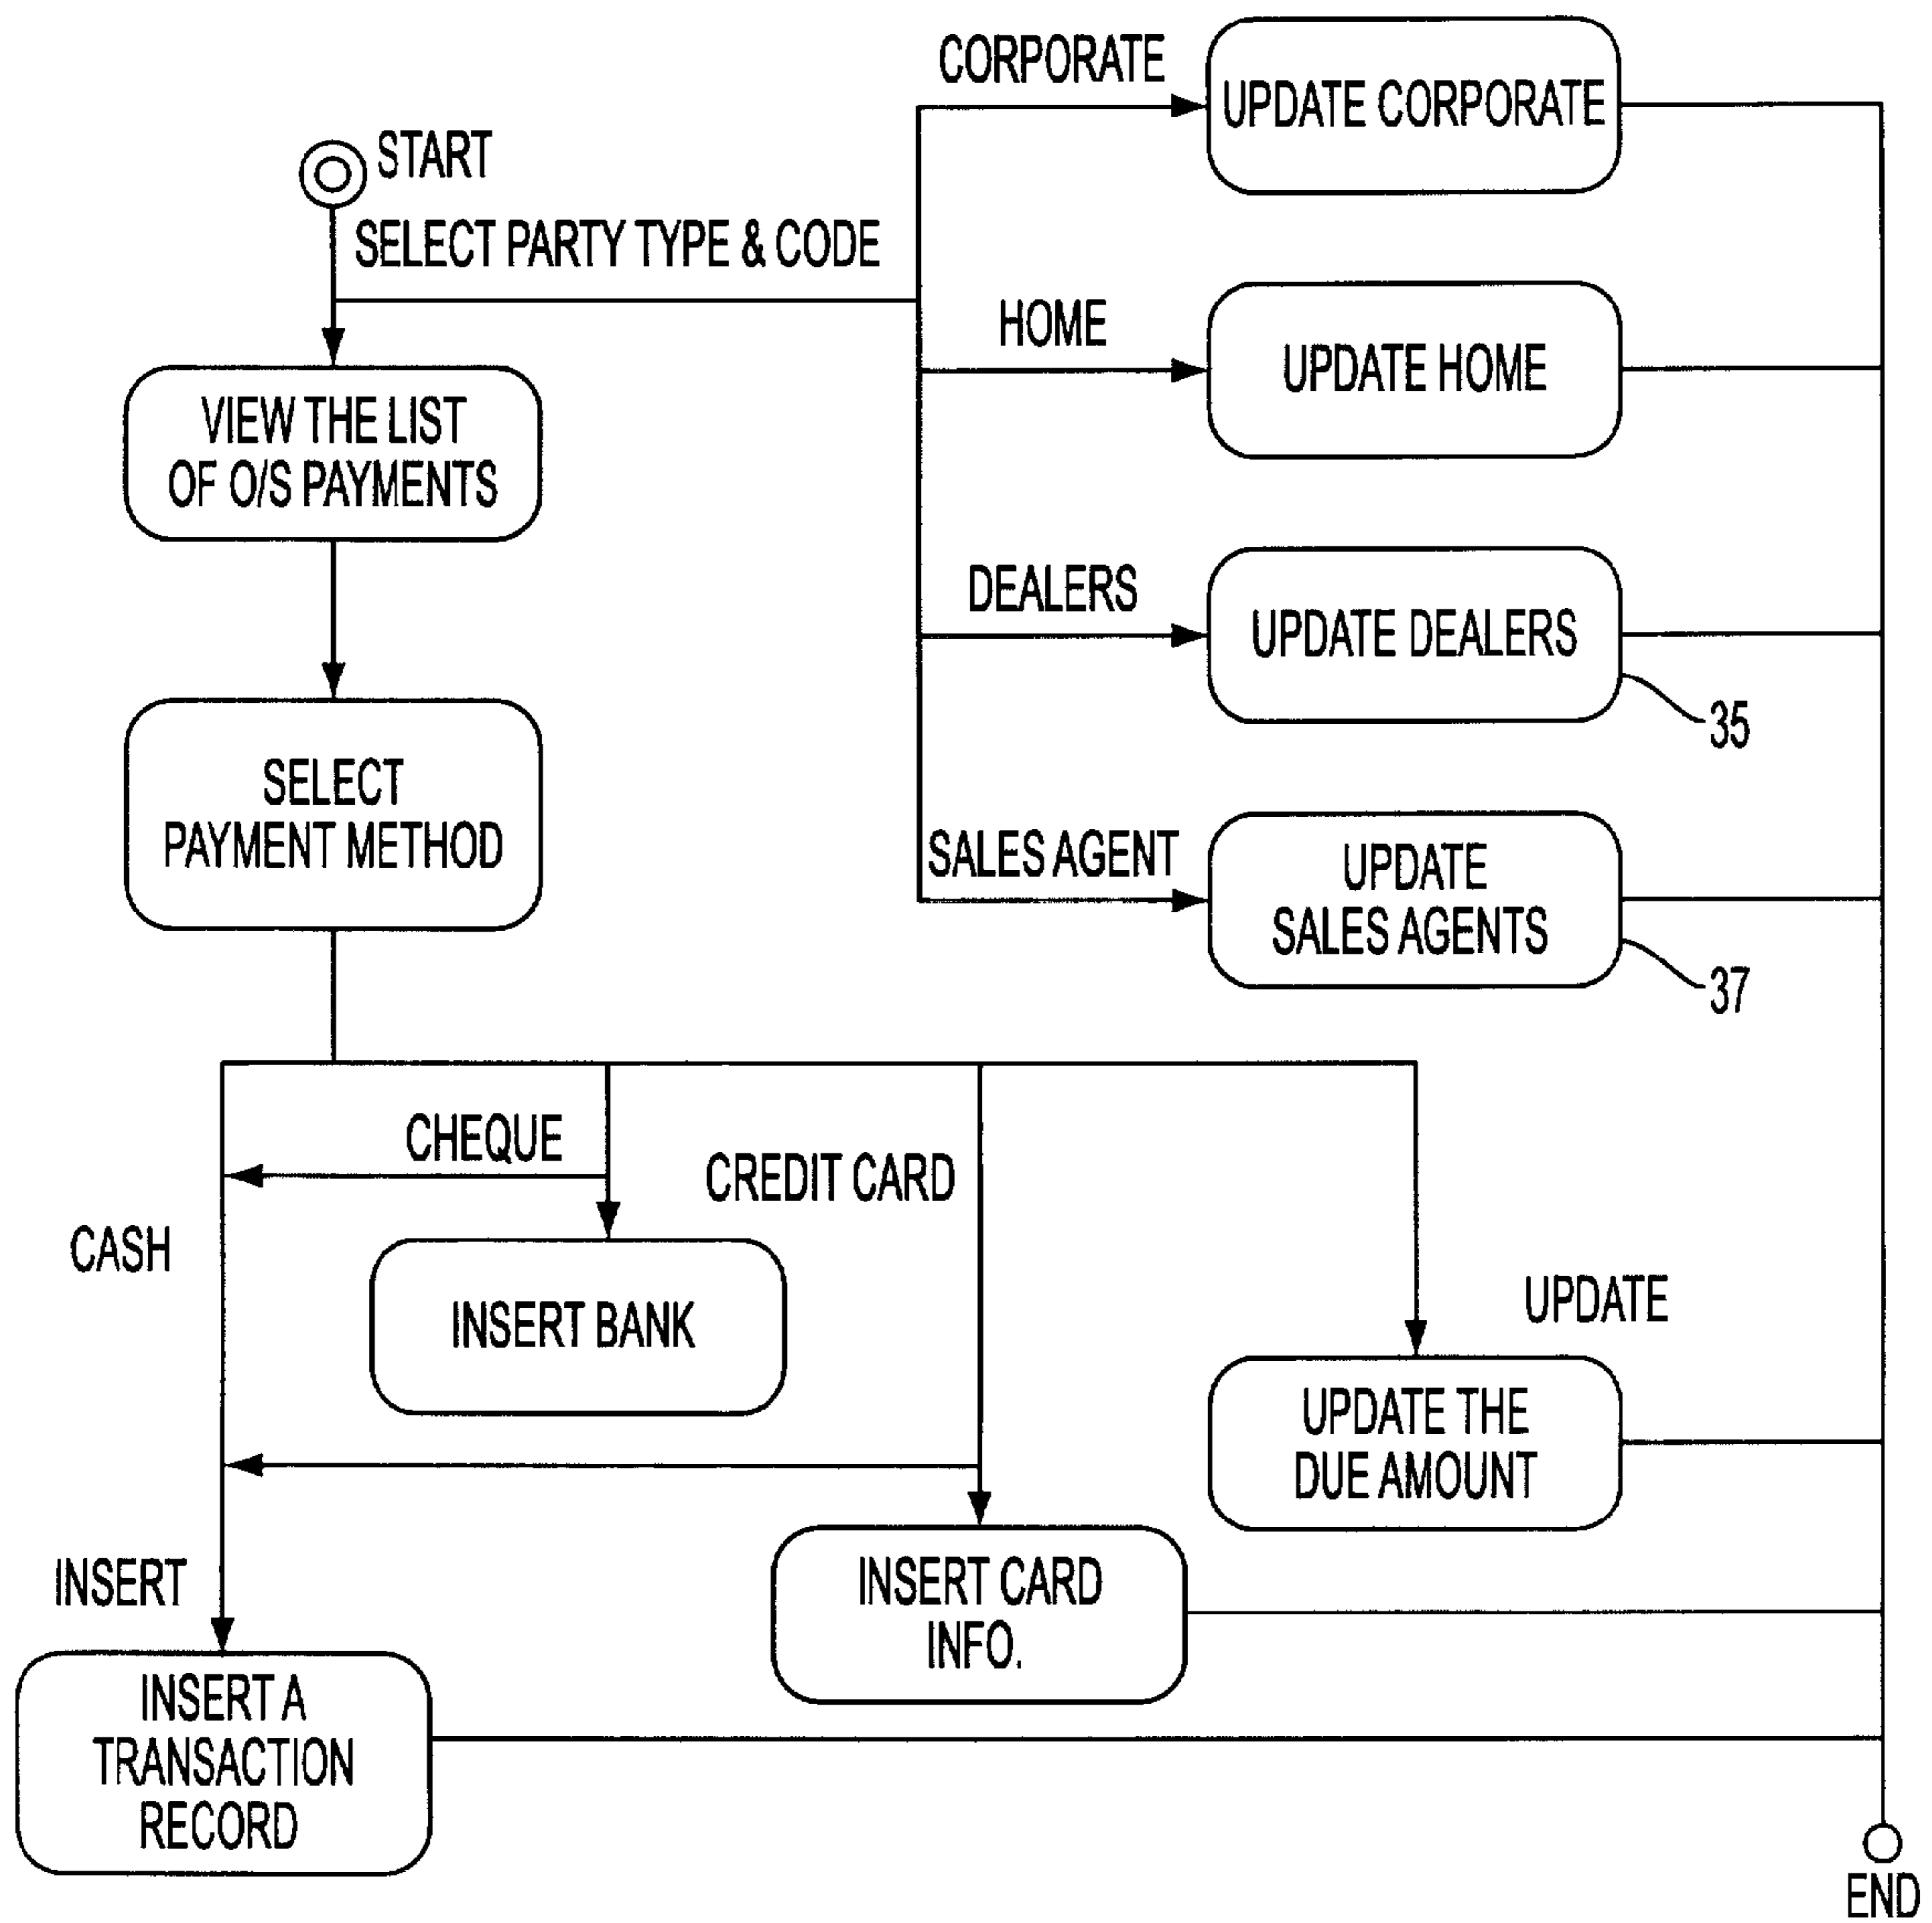 START
SELECT PARTY TYPE & CODE
VIEW THE LIST
OF O/S PAYMENTS
SELECT
PAYMENT METHOD
CORPORATE
UPDATE CORPORATE
HOME
UPDATE HOME
DEALERS
UPDATE DEALERS
35
SALES AGENT
UPDATE
SALES AGENTS
37
CHEQUE
CREDIT CARD
CASH
INSERT BANK
UPDATE
UPDATE THE
DUE AMOUNT
INSERT
INSERT CARD
INFO.
INSERT A
TRANSACTION
RECORD
END